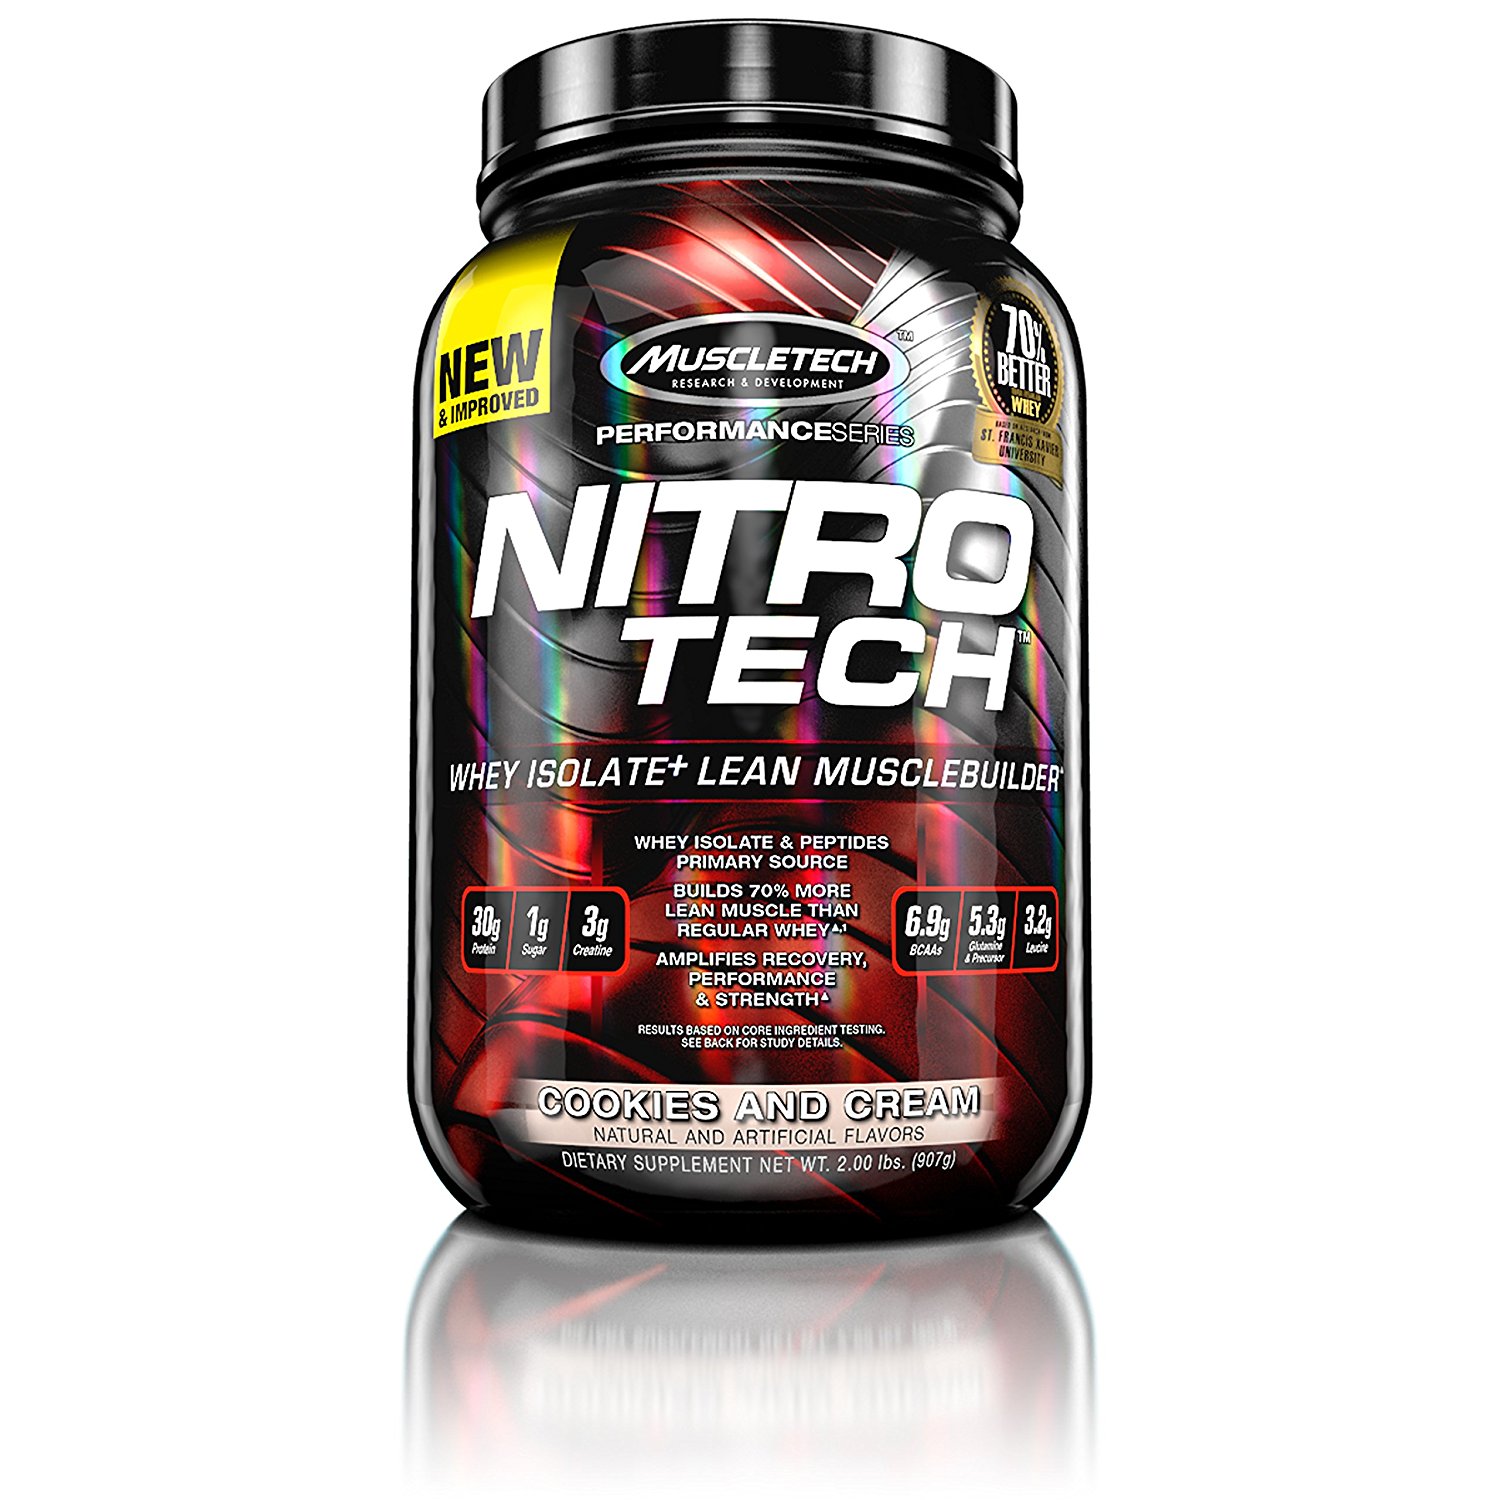 NEW
& IMPROVED
MUSCLETECH™
RESEARCH & DEVELOPMENT
PERFORMANCESERIES
70%
BETTER
WHEY
ST. FRANCIS XAVIER
UNIVERSITY
NITRO
TECH™
WHEY ISOLATE+ LEAN MUSCLEBUILDER*
WHEY ISOLATE & PEPTIDES
PRIMARY SOURCE
BUILDS 70% MORE
LEAN MUSCLE THAN
REGULAR WHEY▲,1
AMPLIFIES RECOVERY,
PERFORMANCE
& STRENGTH▲
RESULTS BASED ON CORE INGREDIENT TESTING.
SEE BACK FOR STUDY DETAILS.
30g
Protein
1g
Sugar
3g
Creatine
6.9g
BCAAs
5.3g
Glutamine
& Precursor
3.2g
Leucine
COOKIES AND CREAM
NATURAL AND ARTIFICIAL FLAVORS
DIETARY SUPPLEMENT NET WT. 2.00 lbs. (907g)